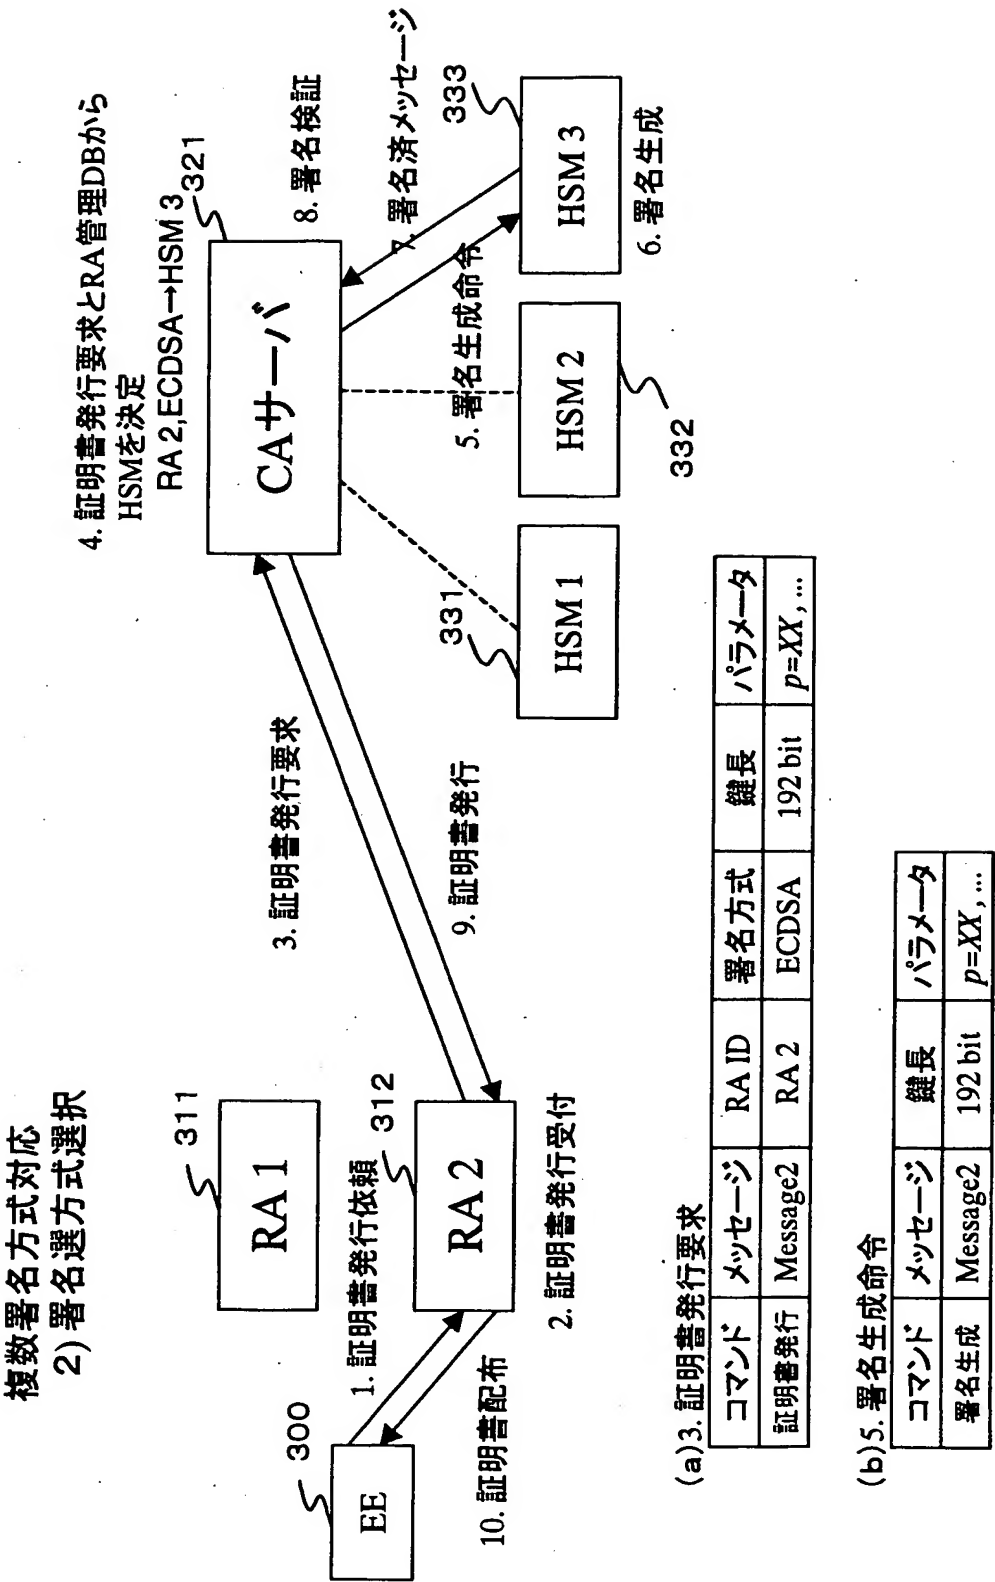 複数署名方式対応
2)署名選方式選択
4. 証明書発行要求とRA管理DBから
HSMを決定
RA 2,ECDSA→HSM 3
321
CAサーバ
8. 署名検証
7. 署名済メッセージ
5. 署名生成命令
333
HSM 3
6. 署名生成
HSM 2
332
331
HSM 1
3. 証明書発行要求
9. 証明書発行
311
RA 1
312
RA 2
1. 証明書発行依頼
2. 証明書発行受付
300
EE
10. 証明書配布
(a)3. 証明書発行要求
コマンド メッセージ RA ID 署名方式 鍵長 パラメータ
証明書発行 Message2 RA 2 ECDSA 192 bit p=XX, ...
(b)5. 署名生成命令
コマンド メッセージ 鍵長 パラメータ
署名生成 Message2 192 bit p=XX, ...